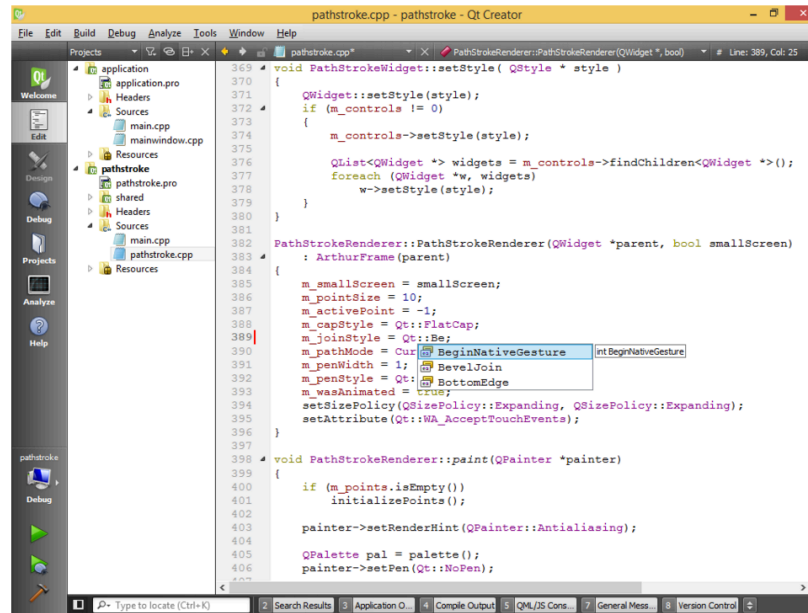 pathstroke.cpp - pathstroke - Qt Creator
File Edit Build Debug Analyze Tools Window Help
Projects
pathstroke.cpp*
PathStrokeRenderer::PathStrokeRenderer(QWidget *, bool)
# Line: 389, Col: 25
Welcome
Edit
Design
Debug
Projects
Analyze
Help
pathstroke
Debug
application
application.pro
Headers
Sources
main.cpp
mainwindow.cpp
Resources
pathstroke
pathstroke.pro
shared
Headers
Sources
main.cpp
pathstroke.cpp
Resources
369 void PathStrokeWidget::setStyle( QStyle * style )
370 {
371     QWidget::setStyle(style);
372     if (m_controls != 0)
373     {
374         m_controls->setStyle(style);
375
376         QList<QWidget *> widgets = m_controls->findChildren<QWidget *>();
377         foreach (QWidget *w, widgets)
378             w->setStyle(style);
379     }
380 }
381
382 PathStrokeRenderer::PathStrokeRenderer(QWidget *parent, bool smallScreen)
383     : ArthurFrame(parent)
384 {
385     m_smallScreen = smallScreen;
386     m_pointSize = 10;
387     m_activePoint = -1;
388     m_capStyle = Qt::FlatCap;
389     m_joinStyle = Qt::Be;
390     m_pathMode = Cur
BeginNativeGesture
int BeginNativeGesture
391     m_penWidth = 1;
BevelJoin
392     m_penStyle = Qt:
BottomEdge
393     m_wasAnimated = true;
394     setSizePolicy(QSizePolicy::Expanding, QSizePolicy::Expanding);
395     setAttribute(Qt::WA_AcceptTouchEvents);
396 }
397
398 void PathStrokeRenderer::paint(QPainter *painter)
399 {
400     if (m_points.isEmpty())
401         initializePoints();
402
403     painter->setRenderHint(QPainter::Antialiasing);
404
405     QPalette pal = palette();
406     painter->setPen(Qt::NoPen);
Type to locate (Ctrl+K)
2 Search Results 3 Application O... 4 Compile Output 5 QML/JS Cons... 7 General Mess... 8 Version Control